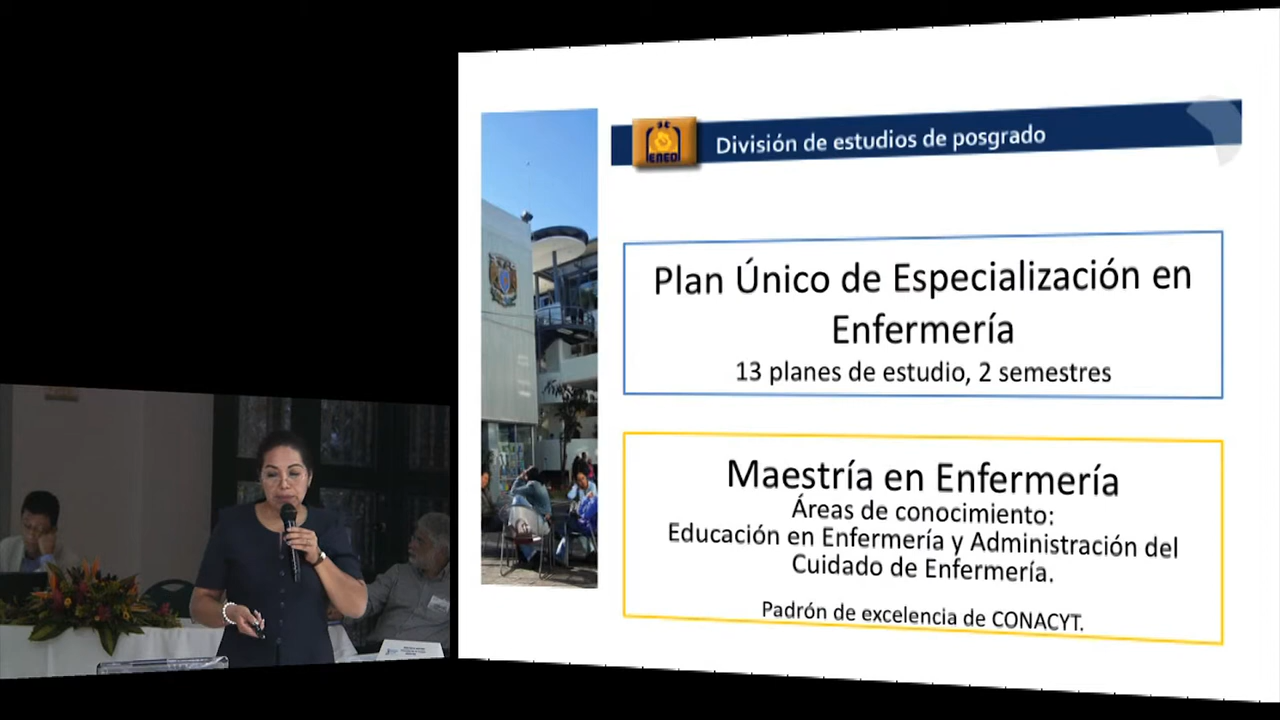 ENEO
División de estudios de posgrado
Plan Único de Especialización en
Enfermería
13 planes de estudio, 2 semestres
Maestría en Enfermería
Áreas de conocimiento:
Educación en Enfermería y Administración del
Cuidado de Enfermería.
Padrón de excelencia de CONACYT.